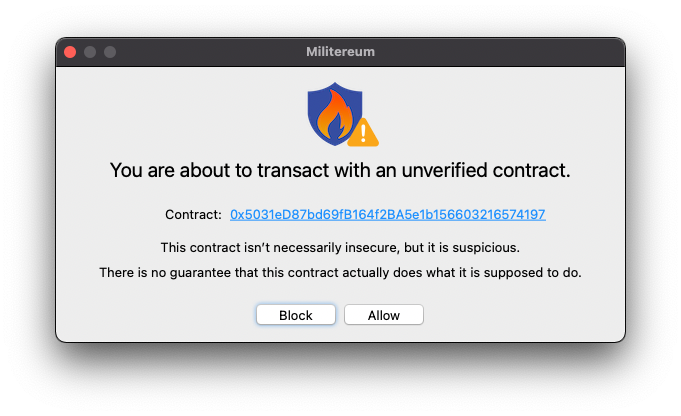 Militereum
You are about to transact with an unverified contract.
Contract: 0x5031eD87bd69fB164f2BA5e1b156603216574197
This contract isn’t necessarily insecure, but it is suspicious.
There is no guarantee that this contract actually does what it is supposed to do.
Block Allow